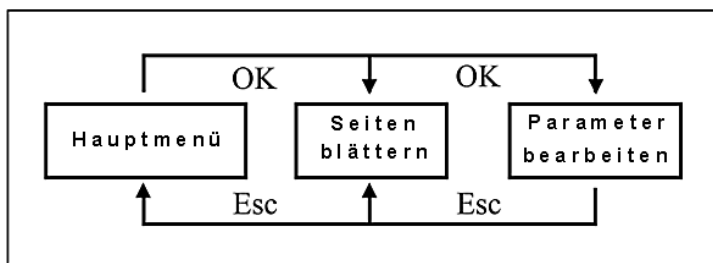 OK
OK
Hauptmenü
Seiten
blättern
Parameter
bearbeiten
Esc
Esc